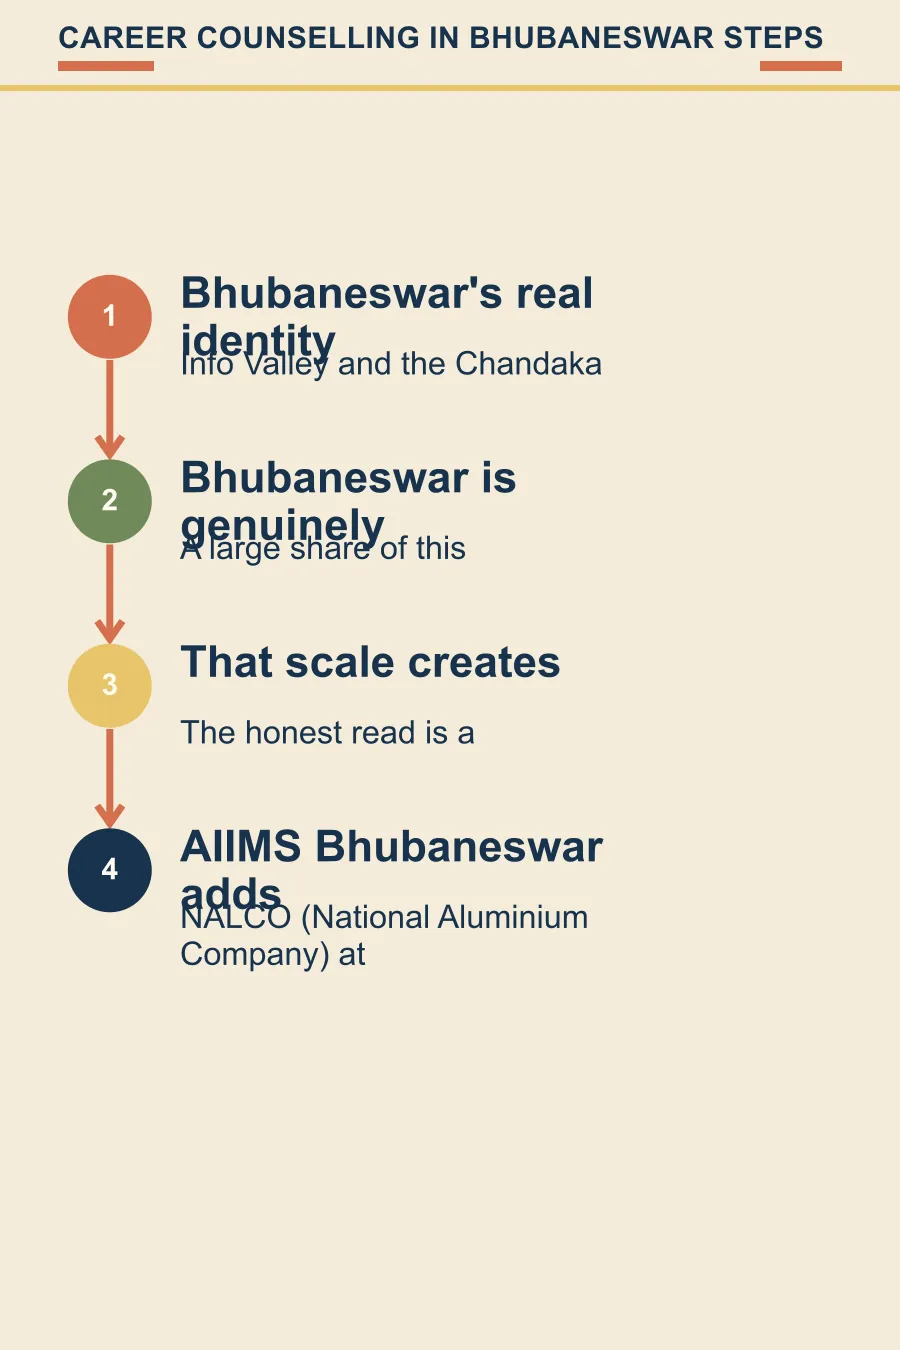 CAREER COUNSELLING IN BHUBANESWAR STEPS
1
Bhubaneswar's real
identity
Info Valley and the Chandaka
2
Bhubaneswar is
genuinely
A large share of this
3
That scale creates
The honest read is a
4
AIIMS Bhubaneswar
adds
NALCO (National Aluminium
Company) at